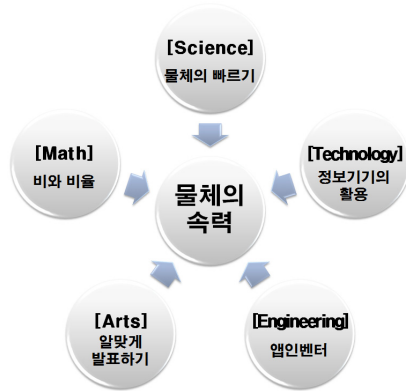 [Science]
물체의 빠르기
[Math]
비와 비율
[Technology]
정보기기의
활용
물체의
속력
[Arts]
알맞게
발표하기
[Engineering]
앱인벤터